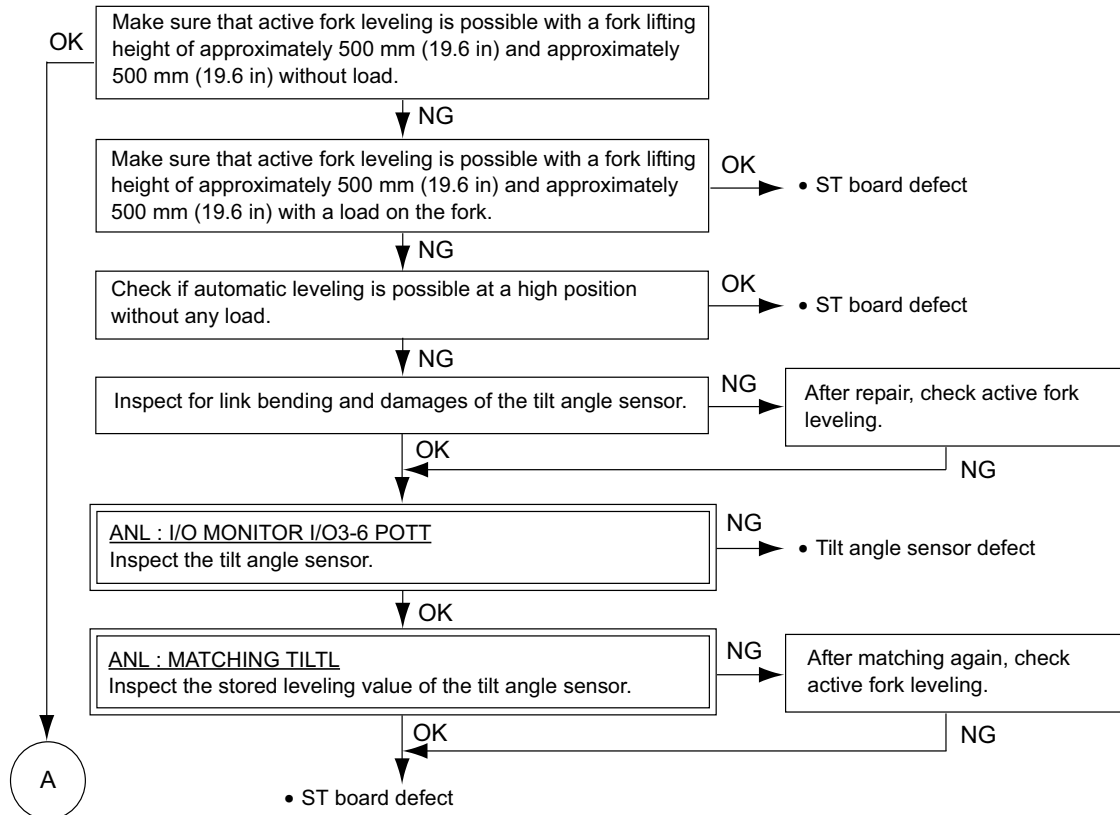 OK
Make sure that active fork leveling is possible with a fork lifting
height of approximately 500 mm (19.6 in) and approximately
500 mm (19.6 in) without load.
NG
Make sure that active fork leveling is possible with a fork lifting
height of approximately 500 mm (19.6 in) and approximately
500 mm (19.6 in) with a load on the fork.
OK
• ST board defect
NG
Check if automatic leveling is possible at a high position
without any load.
OK
• ST board defect
NG
Inspect for link bending and damages of the tilt angle sensor.
NG
After repair, check active fork
leveling.
OK
NG
ANL : I/O MONITOR I/O3-6 POTT
Inspect the tilt angle sensor.
NG
• Tilt angle sensor defect
OK
ANL : MATCHING TILTL
Inspect the stored leveling value of the tilt angle sensor.
NG
After matching again, check
active fork leveling.
OK
NG
A
• ST board defect